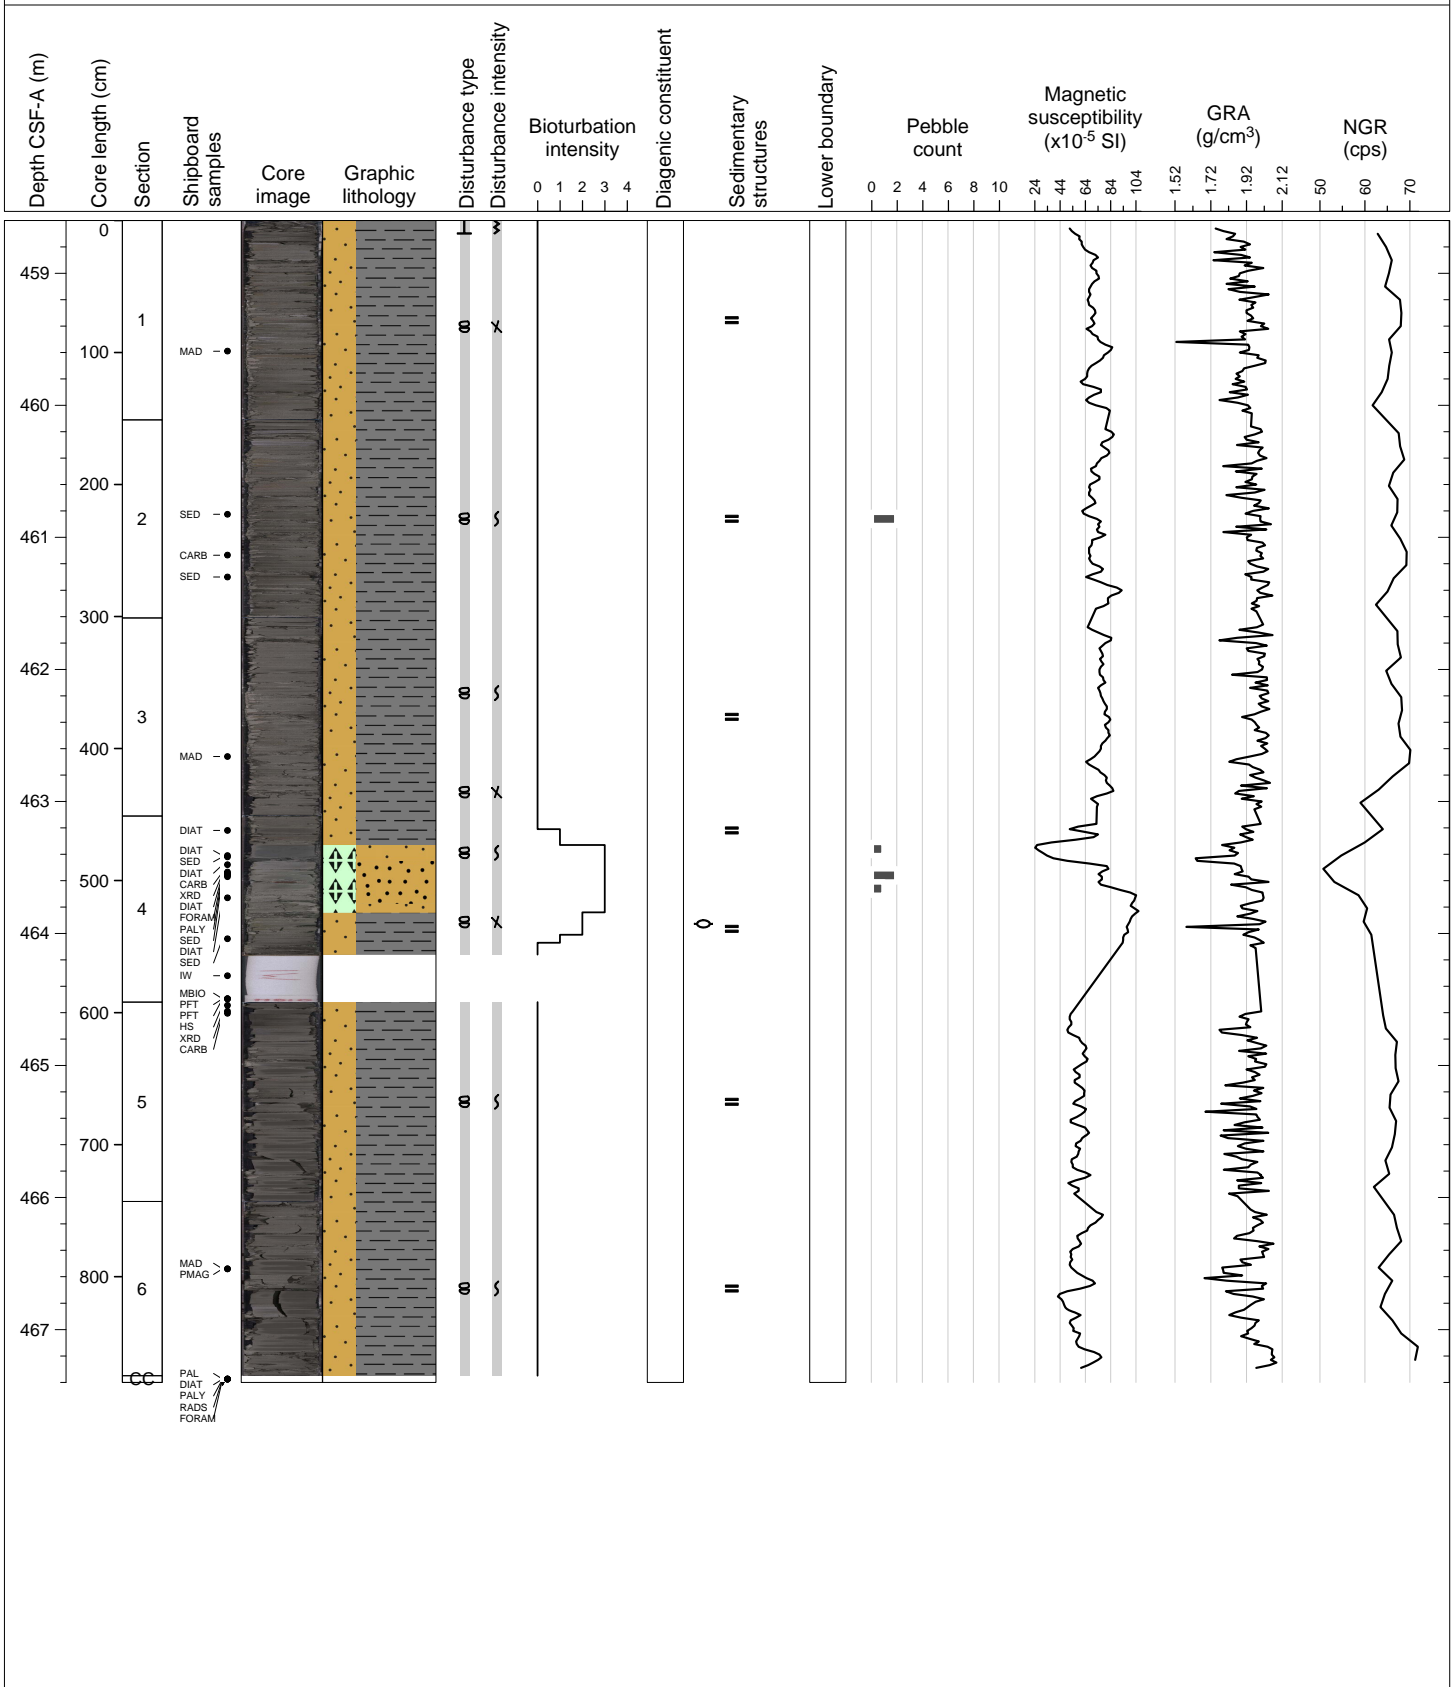 Depth CSF-A (m)
Core length (cm)
Section
Shipboard
samples
Core
image
Graphic
lithology
Disturbance type
Disturbance intensity
Bioturbation
intensity
0 1 2 3 4
Diagenic constituent
Sedimentary
structures
Lower boundary
Pebble
count
0 2 4 6 8 10
Magnetic
susceptibility
(x10-5 SI)
24 44 64 84 104
GRA
(g/cm3)
1.52 1.72 1.92 2.12
NGR
(cps)
50 60 70
459
460
461
462
463
464
465
466
467
0
100
200
300
400
500
600
700
800
1
2
3
4
5
6
CC
MAD
SED
CARB
SED
MAD
DIAT
DIAT
SED
DIAT
CARB
XRD
DIAT
FORAM
PALY
SED
DIAT
SED
IW
MBIO
PFT
PFT
HS
XRD
CARB
MAD
PMAG
PAL
DIAT
PALY
RADS
FORAM